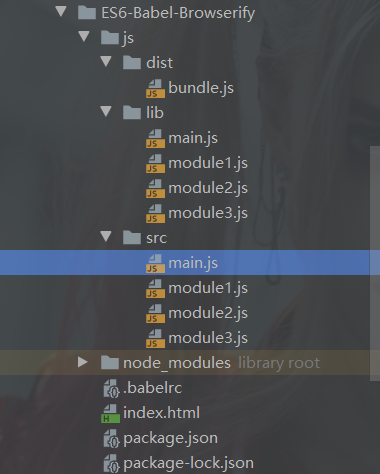 ES6-Babel-Browserify
js
dist
bundle.js
lib
main.js
module1.js
module2.js
module3.js
src
main.js
module1.js
module2.js
module3.js
node_modules library root
.babelrc
index.html
package.json
package-lock.json